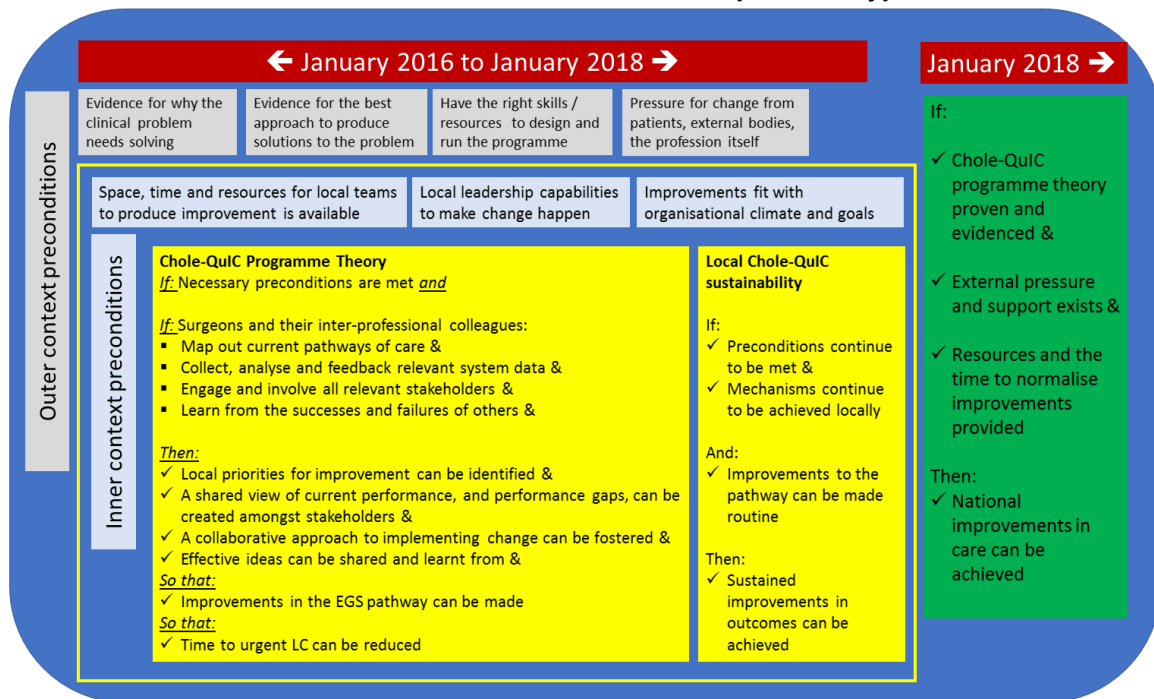 ← January 2016 to January 2018 →
January 2018 →
Outer context preconditions
Evidence for why the
clinical problem
needs solving
Evidence for the best
approach to produce
solutions to the problem
Have the right skills /
resources to design and
run the programme
Pressure for change from
patients, external bodies,
the profession itself
Inner context preconditions
Space, time and resources for local teams
to produce improvement is available
Local leadership capabilities
to make change happen
Improvements fit with
organisational climate and goals
Chole-QuIC Programme Theory
If: Necessary preconditions are met and
If: Surgeons and their inter-professional colleagues:
▪ Map out current pathways of care &
▪ Collect, analyse and feedback relevant system data &
▪ Engage and involve all relevant stakeholders &
▪ Learn from the successes and failures of others &
Then:
✓ Local priorities for improvement can be identified &
✓ A shared view of current performance, and performance gaps, can be
created amongst stakeholders &
✓ A collaborative approach to implementing change can be fostered &
✓ Effective ideas can be shared and learnt from &
So that:
✓ Improvements in the EGS pathway can be made
So that:
✓ Time to urgent LC can be reduced
Local Chole-QuIC
sustainability
If:
✓ Preconditions continue
to be met &
✓ Mechanisms continue
to be achieved locally
And:
✓ Improvements to the
pathway can be made
routine
Then:
✓ Sustained
improvements in
outcomes can be
achieved
If:
✓ Chole-QuIC
programme theory
proven and
evidenced &
✓ External pressure
and support exists &
✓ Resources and the
time to normalise
improvements
provided
Then:
✓ National
improvements in
care can be
achieved